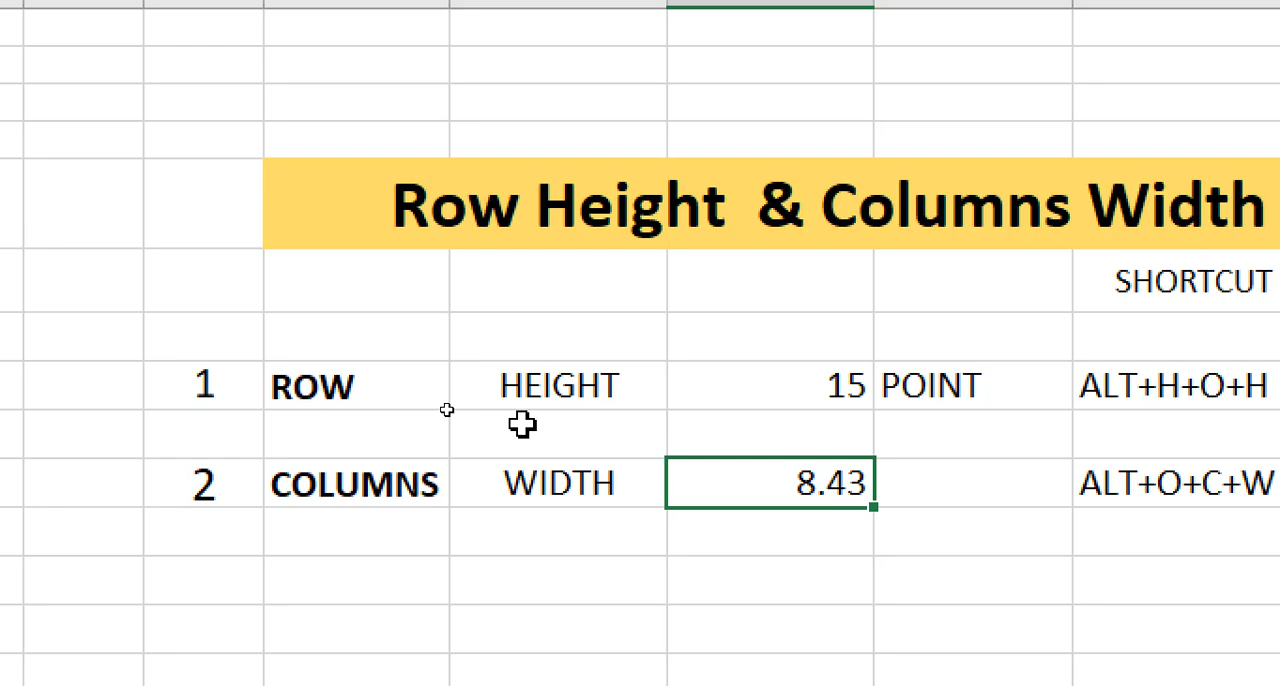 Row Height & Columns Width
SHORTCUT
1 ROW HEIGHT 15 POINT ALT+H+O+H
2 COLUMNS WIDTH 8.43 ALT+O+C+W